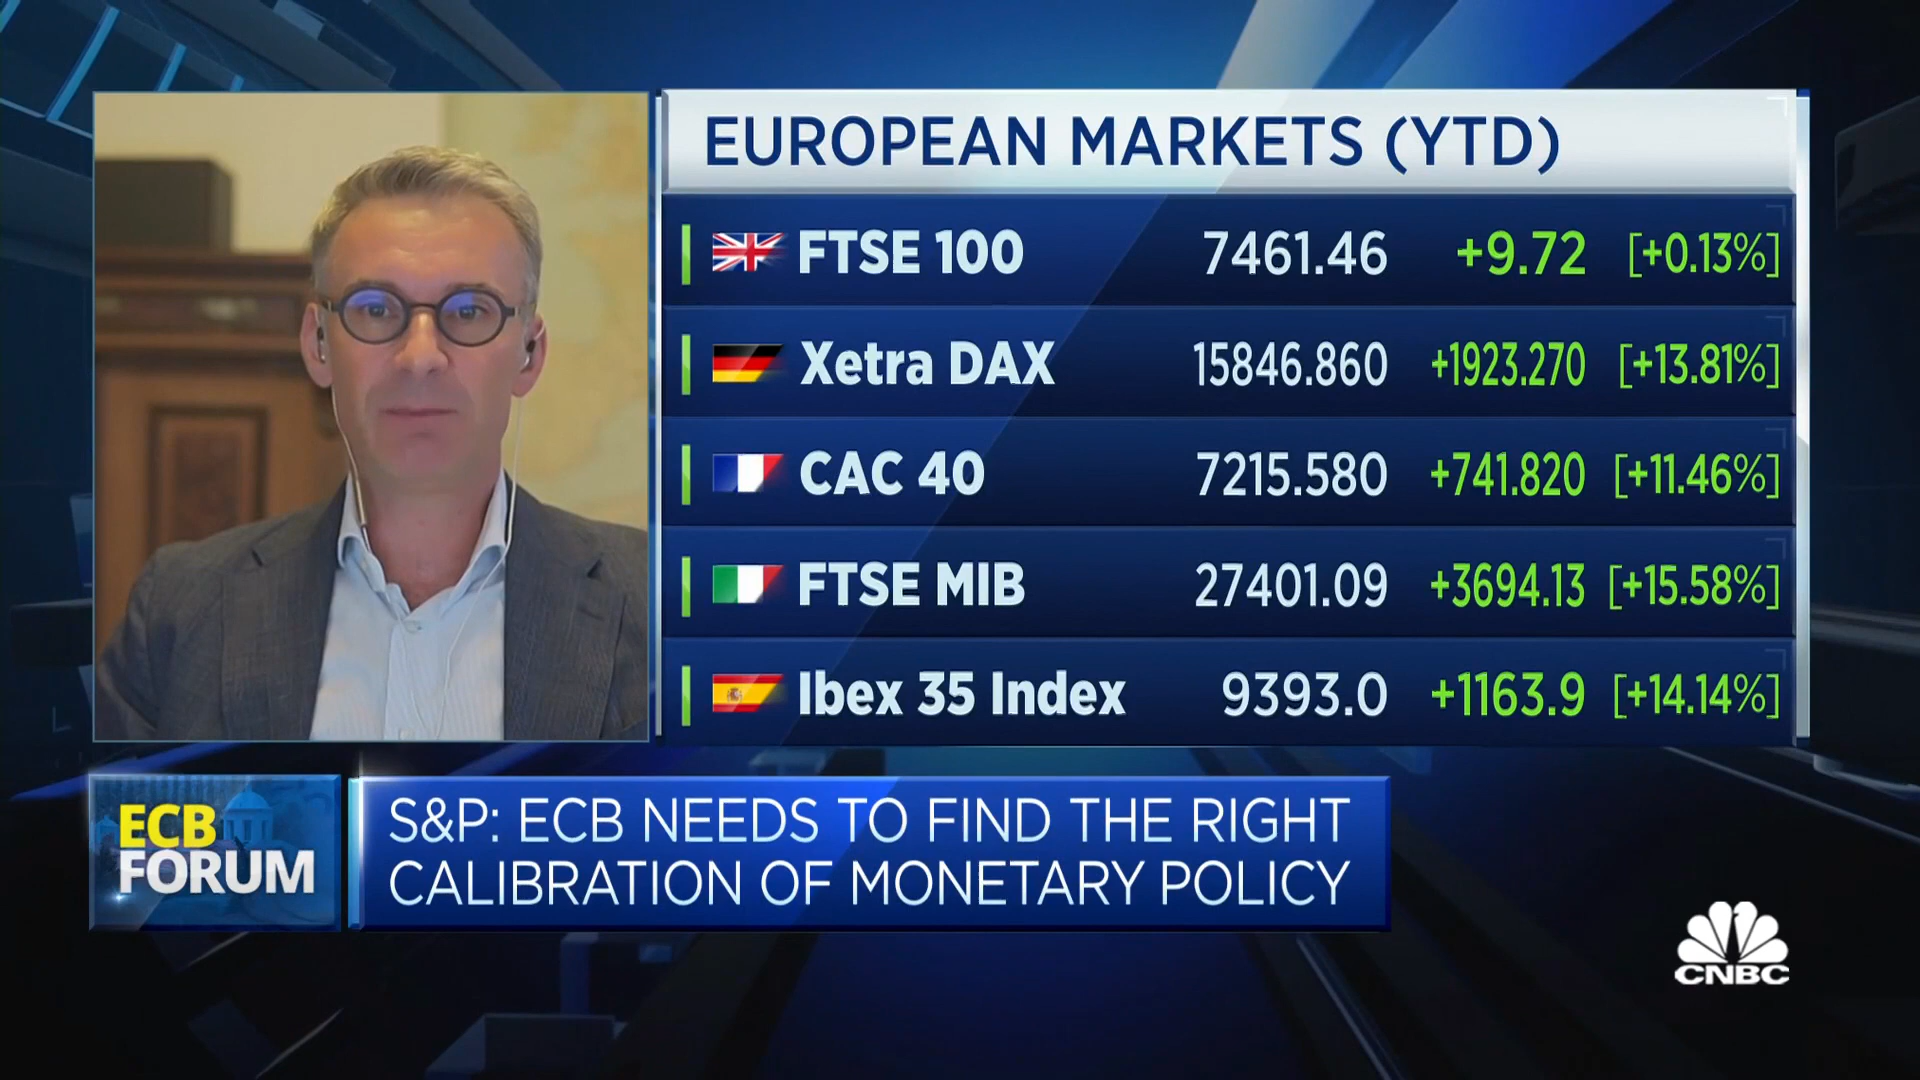 EUROPEAN MARKETS (YTD)
FTSE 100 7461.46 +9.72 [+0.13%]
Xetra DAX 15846.860 +1923.270 [+13.81%]
CAC 40 7215.580 +741.820 [+11.46%]
FTSE MIB 27401.09 +3694.13 [+15.58%]
Ibex 35 Index 9393.0 +1163.9 [+14.14%]
ECB
FORUM
S&P: ECB NEEDS TO FIND THE RIGHT
CALIBRATION OF MONETARY POLICY
CNBC